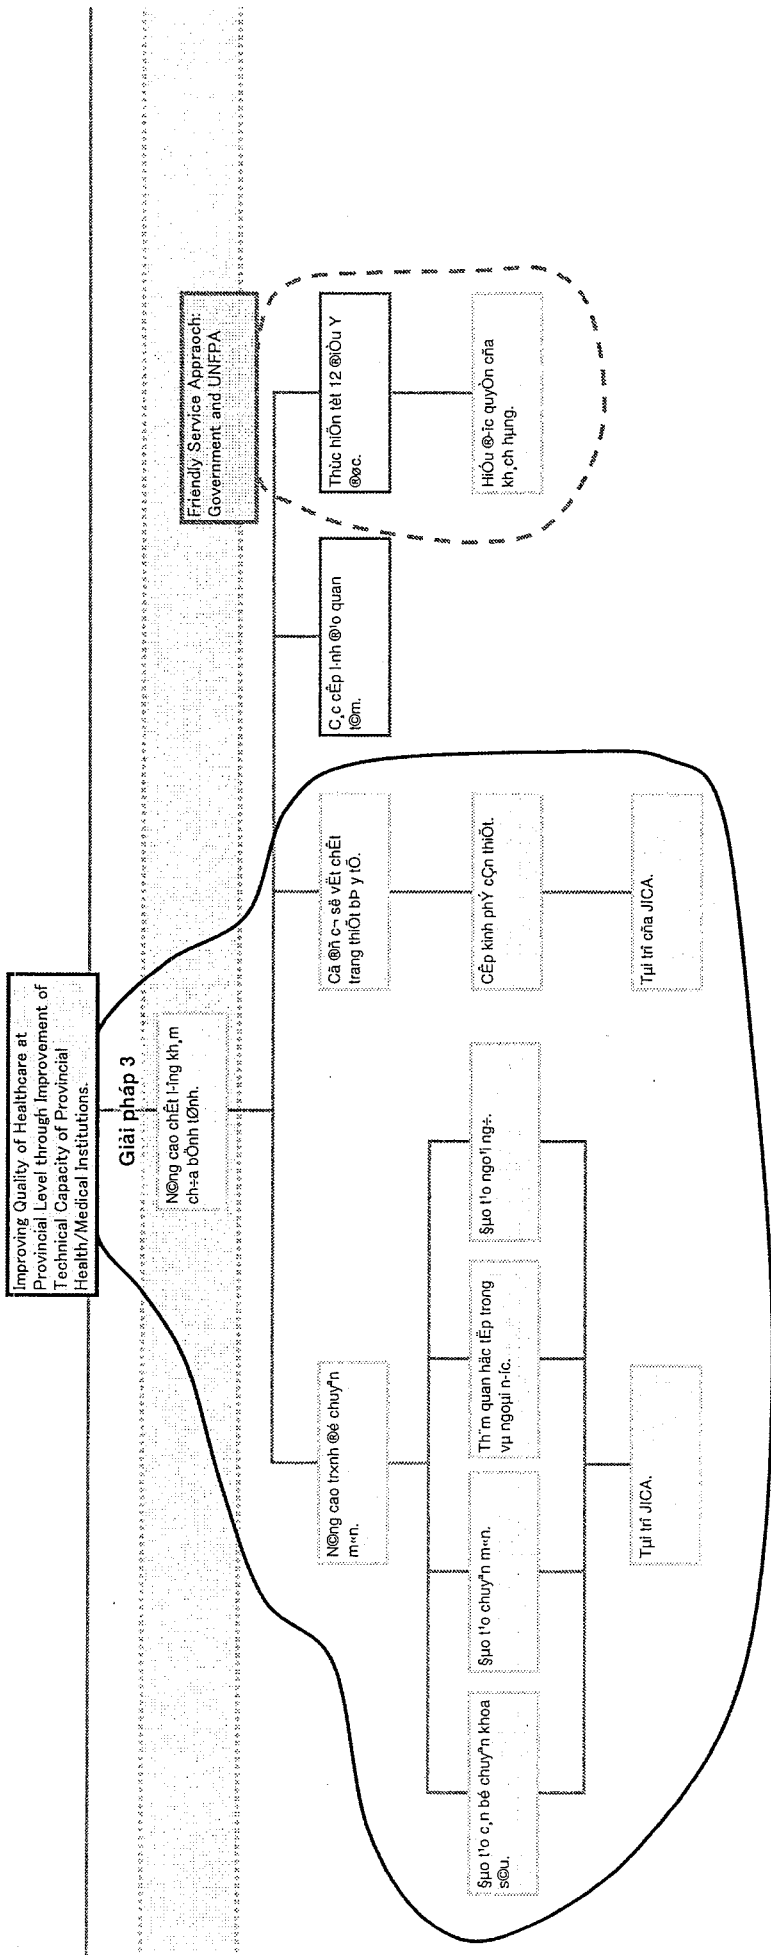 Improving Quality of Healthcare at
Provincial Level through Improvement of
Technical Capacity of Provincial
Health/Medical Institutions.
Giải pháp 3
N©ng cao chÊt l-îng kh¸m
ch÷a bÖnh tØnh.
Friendly Service Appraoch:
Government and UNFPA
N©ng cao tr×nh ®é chuyªn
m«n.
Cã ®ñ c¬ së vËt chÊt
trang thiÕt bÞ y tÕ.
C¸c cÊp l·nh ®¹o quan
t©m.
Thùc hiÖn tèt 12 ®iÒu Y
®øc.
§µo t¹o c¸n bé chuyªn khoa
s©u.
§µo t¹o chuyªn m«n.
Th¨m quan häc tËp trong
vµ ngoµi n-íc.
§µo t¹o ngo¹i ng÷.
CÊp kinh phÝ cÇn thiÕt.
HiÓu ®-îc quyÒn cña
kh¸ch hµng.
Tµi trî JICA.
Tµi trî cña JICA.